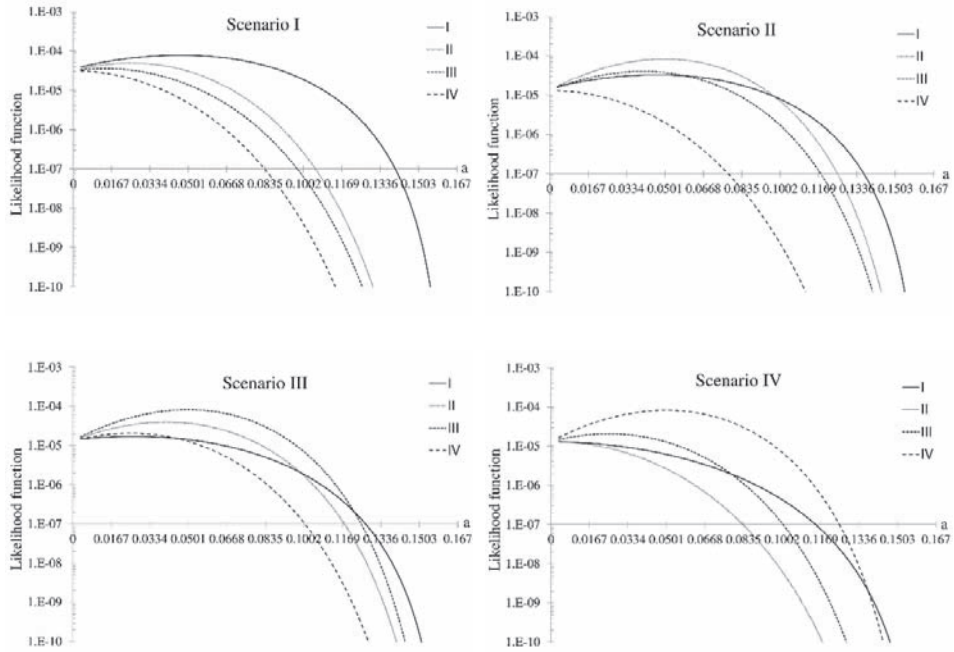 Scenario I
Likelihood function
1.E-03
1.E-04
1.E-05
1.E-06
1.E-07
1.E-08
1.E-09
1.E-10
0 0.0167 0.0334 0.0501 0.0668 0.0835 0.1002 0.1169 0.1336 0.1503 0.167
a
I
II
III
IV
Scenario II
Likelihood function
1.E-03
1.E-04
1.E-05
1.E-06
1.E-07
1.E-08
1.E-09
1.E-10
0 0.0167 0.0334 0.0501 0.0668 0.0835 0.1002 0.1169 0.1336 0.1503 0.167
a
I
II
III
IV
Scenario III
Likelihood function
1.E-03
1.E-04
1.E-05
1.E-06
1.E-07
1.E-08
1.E-09
1.E-10
0 0.0167 0.0334 0.0501 0.0668 0.0835 0.1002 0.1169 0.1336 0.1503 0.167
a
I
II
III
IV
Scenario IV
Likelihood function
1.E-03
1.E-04
1.E-05
1.E-06
1.E-07
1.E-08
1.E-09
1.E-10
0 0.0167 0.0334 0.0501 0.0668 0.0835 0.1002 0.1169 0.1336 0.1503 0.167
a
I
II
III
IV